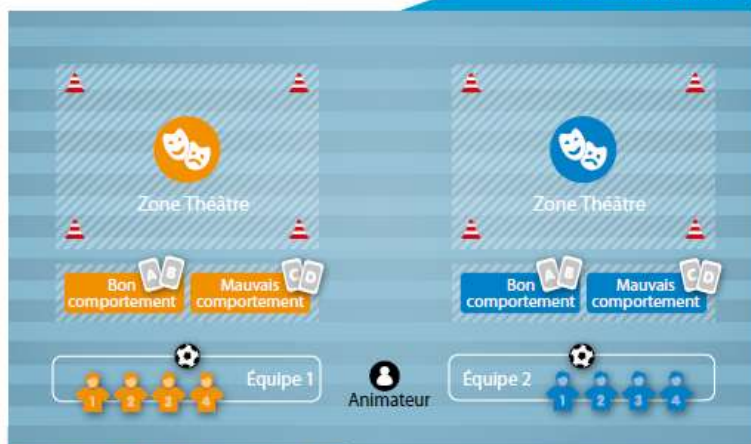 Zone Théâtre
Zone Théâtre
Bon
comportement
A B
Mauvais
comportement
C D
Bon
comportement
A B
Mauvais
comportement
C D
1 2 3 4
Équipe 1
Animateur
Équipe 2
1 2 3 4